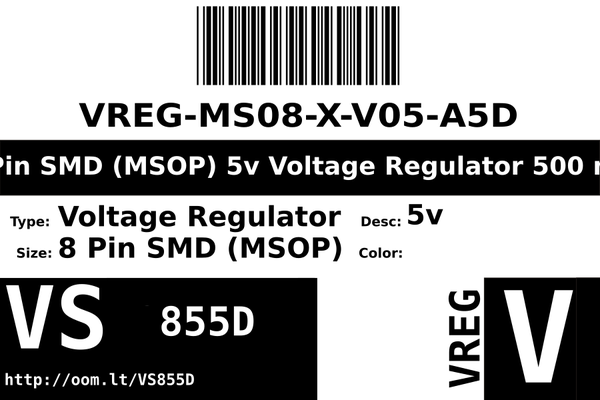 VREG-MS08-X-V05-A5D
Pin SMD (MSOP) 5v Voltage Regulator 500
Type: Voltage Regulator Desc: 5v
Size: 8 Pin SMD (MSOP) Color:
VS 855D
http://oom.lt/VS855D
VREG
V